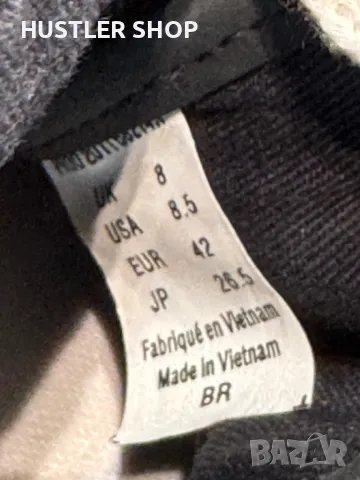 HUSTLER SHOP
UK 8
USA 8.5
EUR 42
JP 26.5
Fabriqué en Vietnam
Made in Vietnam
BR
BAZAR